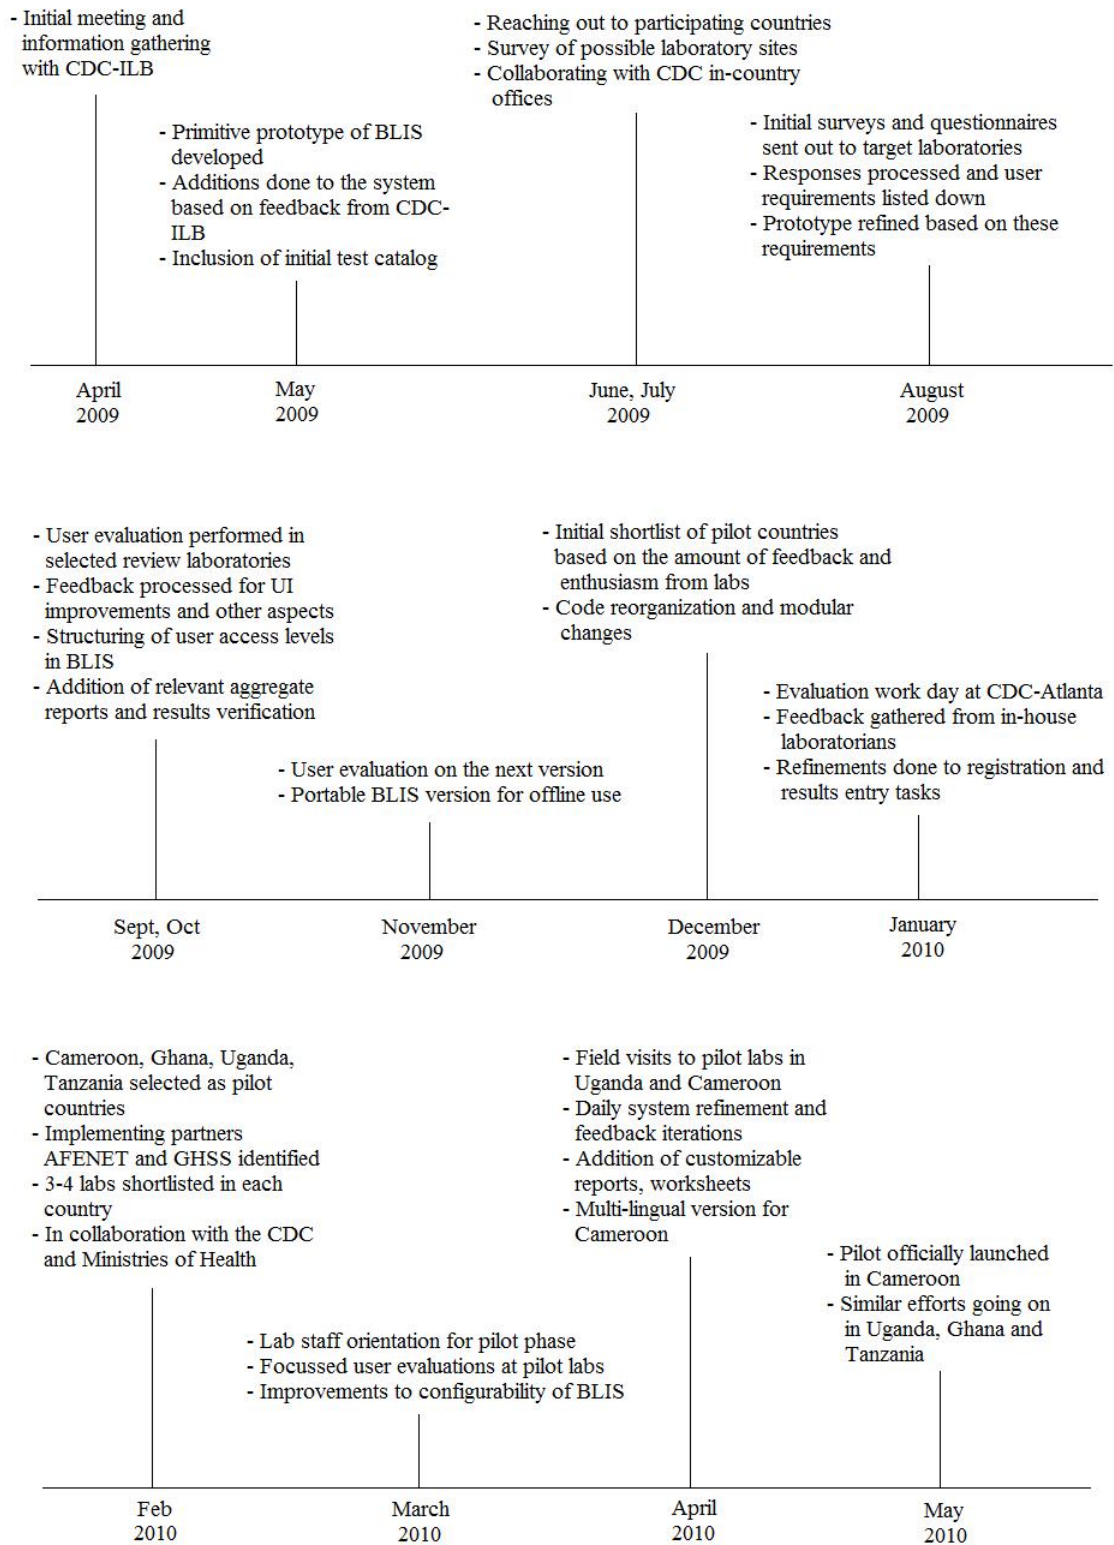 - Initial meeting and
information gathering
with CDC-ILB
- Primitive prototype of BLIS
developed
- Additions done to the system
based on feedback from CDC-
ILB
- Inclusion of initial test catalog
- Reaching out to participating countries
- Survey of possible laboratory sites
- Collaborating with CDC in-country
offices
- Initial surveys and questionnaires
sent out to target laboratories
- Responses processed and user
requirements listed down
- Prototype refined based on these
requirements
April
2009
May
2009
June, July
2009
August
2009
- User evaluation performed in
selected review laboratories
- Feedback processed for UI
improvements and other aspects
- Structuring of user access levels
in BLIS
- Addition of relevant aggregate
reports and results verification
- User evaluation on the next version
- Portable BLIS version for offline use
- Initial shortlist of pilot countries
based on the amount of feedback and
enthusiasm from labs
- Code reorganization and modular
changes
- Evaluation work day at CDC-Atlanta
- Feedback gathered from in-house
laboratorians
- Refinements done to registration and
results entry tasks
Sept, Oct
2009
November
2009
December
2009
January
2010
- Cameroon, Ghana, Uganda,
Tanzania selected as pilot
countries
- Implementing partners
AFENET and GHSS identified
- 3-4 labs shortlisted in each
country
- In collaboration with the CDC
and Ministries of Health
- Lab staff orientation for pilot phase
- Focussed user evaluations at pilot labs
- Improvements to configurability of BLIS
- Field visits to pilot labs in
Uganda and Cameroon
- Daily system refinement and
feedback iterations
- Addition of customizable
reports, worksheets
- Multi-lingual version for
Cameroon
- Pilot officially launched
in Cameroon
- Similar efforts going on
in Uganda, Ghana and
Tanzania
Feb
2010
March
2010
April
2010
May
2010